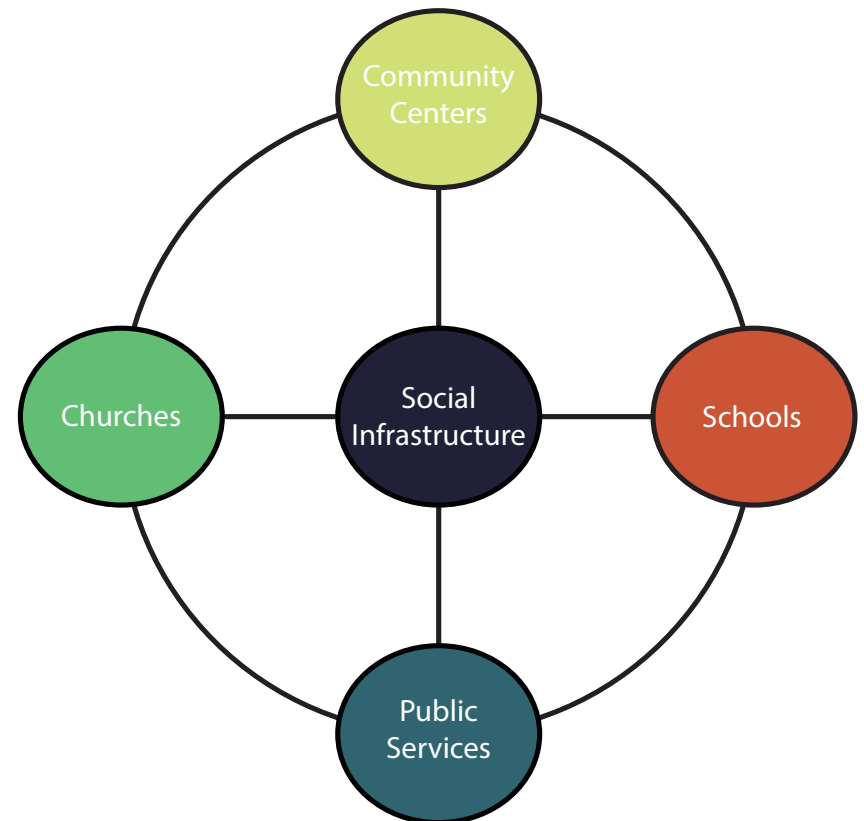 Community
Centers
Churches
Social
Infrastructure
Schools
Public
Services